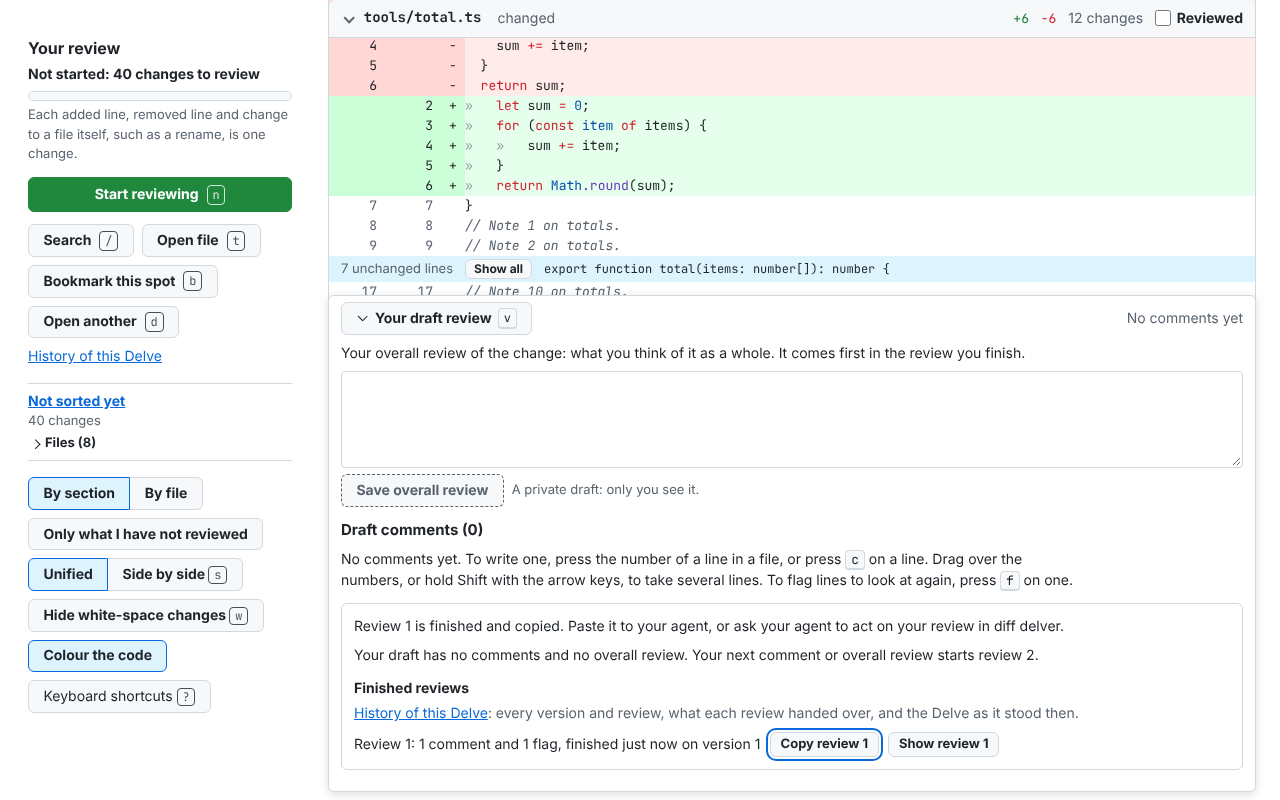 Your review
Not started: 40 changes to review
Each added line, removed line and change
to a file itself, such as a rename, is one
change.
Start reviewing n
Search / Open file t
Bookmark this spot b
Open another d
History of this Delve
Not sorted yet
40 changes
Files (8)
By section By file
Only what I have not reviewed
Unified Side by side s
Hide white-space changes w
Colour the code
Keyboard shortcuts ?
tools/total.ts changed +6 -6 12 changes Reviewed
4 - sum += item;
5 - }
6 - return sum;
2 + » let sum = 0;
3 + » for (const item of items) {
4 + » » sum += item;
5 + » }
6 + » return Math.round(sum);
7 7 }
8 8 // Note 1 on totals.
9 9 // Note 2 on totals.
7 unchanged lines Show all export function total(items: number[]): number {
17 17 // Note 10 on totals.
Your draft review v No comments yet
Your overall review of the change: what you think of it as a whole. It comes first in the review you finish.
Save overall review A private draft: only you see it.
Draft comments (0)
No comments yet. To write one, press the number of a line in a file, or press c on a line. Drag over the
numbers, or hold Shift with the arrow keys, to take several lines. To flag lines to look at again, press f on one.
Review 1 is finished and copied. Paste it to your agent, or ask your agent to act on your review in diff delver.
Your draft has no comments and no overall review. Your next comment or overall review starts review 2.
Finished reviews
History of this Delve: every version and review, what each review handed over, and the Delve as it stood then.
Review 1: 1 comment and 1 flag, finished just now on version 1 Copy review 1 Show review 1